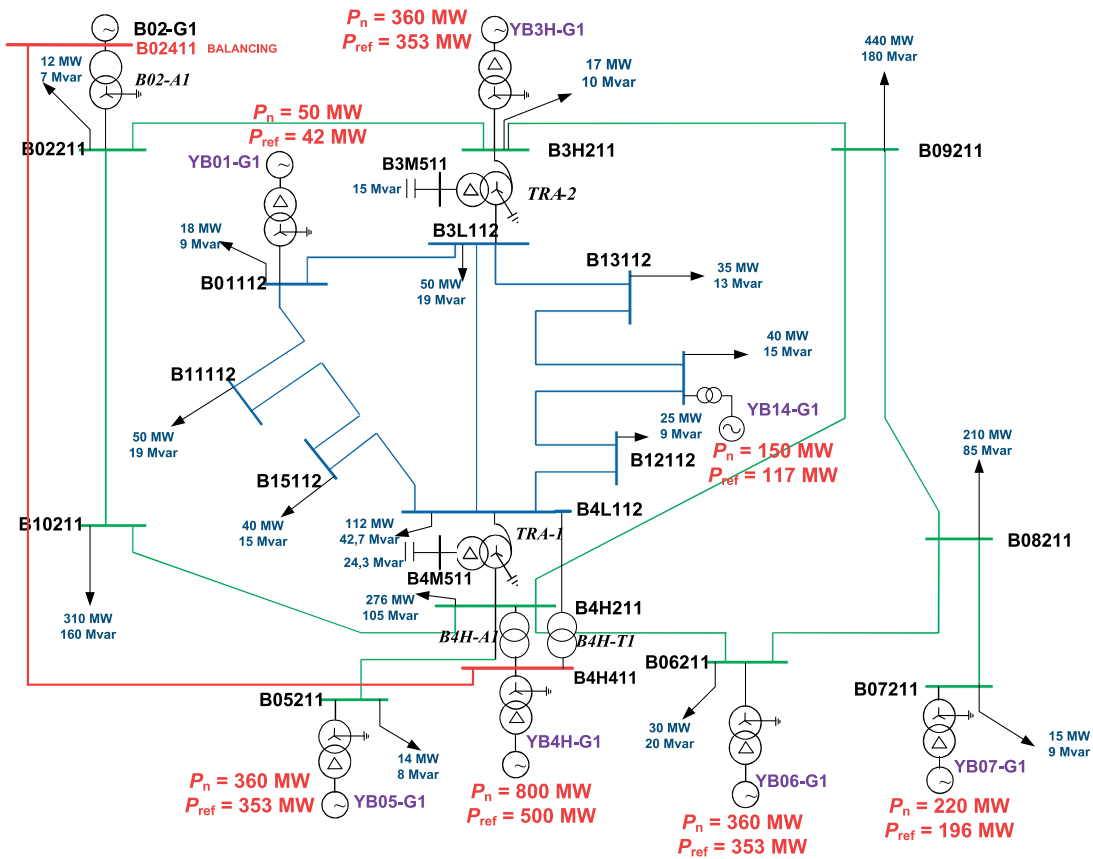 B02-G1
B02411 BALANCING
12 MW
7 Mvar
B02-A1
B02211
Pn = 360 MW
Pref = 353 MW
YB3H-G1
17 MW
10 Mvar
B3H211
440 MW
180 Mvar
B09211
Pn = 50 MW
Pref = 42 MW
YB01-G1
B3M511
15 Mvar
TRA-2
B3L112
18 MW
9 Mvar
B01112
50 MW
19 Mvar
B13112
35 MW
13 Mvar
40 MW
15 Mvar
B11112
50 MW
19 Mvar
YB14-G1
25 MW
9 Mvar
B12112
Pn = 150 MW
Pref = 117 MW
210 MW
85 Mvar
B15112
40 MW
15 Mvar
B4L112
B10211
112 MW
42,7 Mvar
TRA-1
24,3 Mvar
B4M511
B08211
276 MW
105 Mvar
B4H211
310 MW
160 Mvar
B4H-A1
B4H-T1
B4H411
B05211
B06211
B07211
14 MW
8 Mvar
YB4H-G1
30 MW
20 Mvar
15 MW
9 Mvar
YB07-G1
Pn = 360 MW
Pref = 353 MW
YB05-G1
Pn = 800 MW
Pref = 500 MW
YB06-G1
Pn = 360 MW
Pref = 353 MW
Pn = 220 MW
Pref = 196 MW